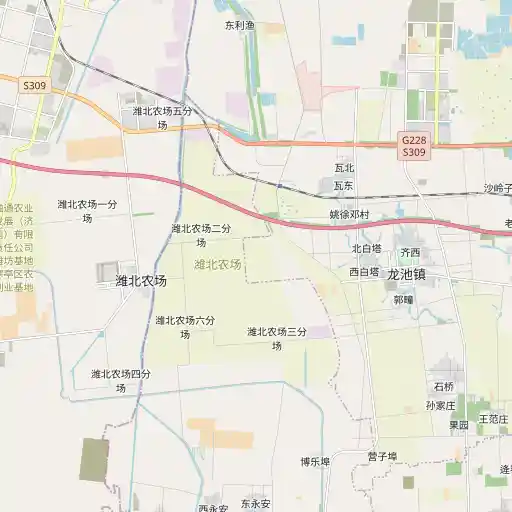 东利渔
S309
潍北农场五分
场
G228
S309
瓦北
瓦东
沙岭子
潍北农场一分
场
姚徐邓村
潍北农场二分
场
北白塔
齐西
潍北农场
西白塔
龙池镇
潍北农场
郭疃
潍北农场六分
场
潍北农场三分
场
潍北农场四分
场
石桥
孙家庄
果园
王范庄
博乐埠
营子埠
西永安
东永安